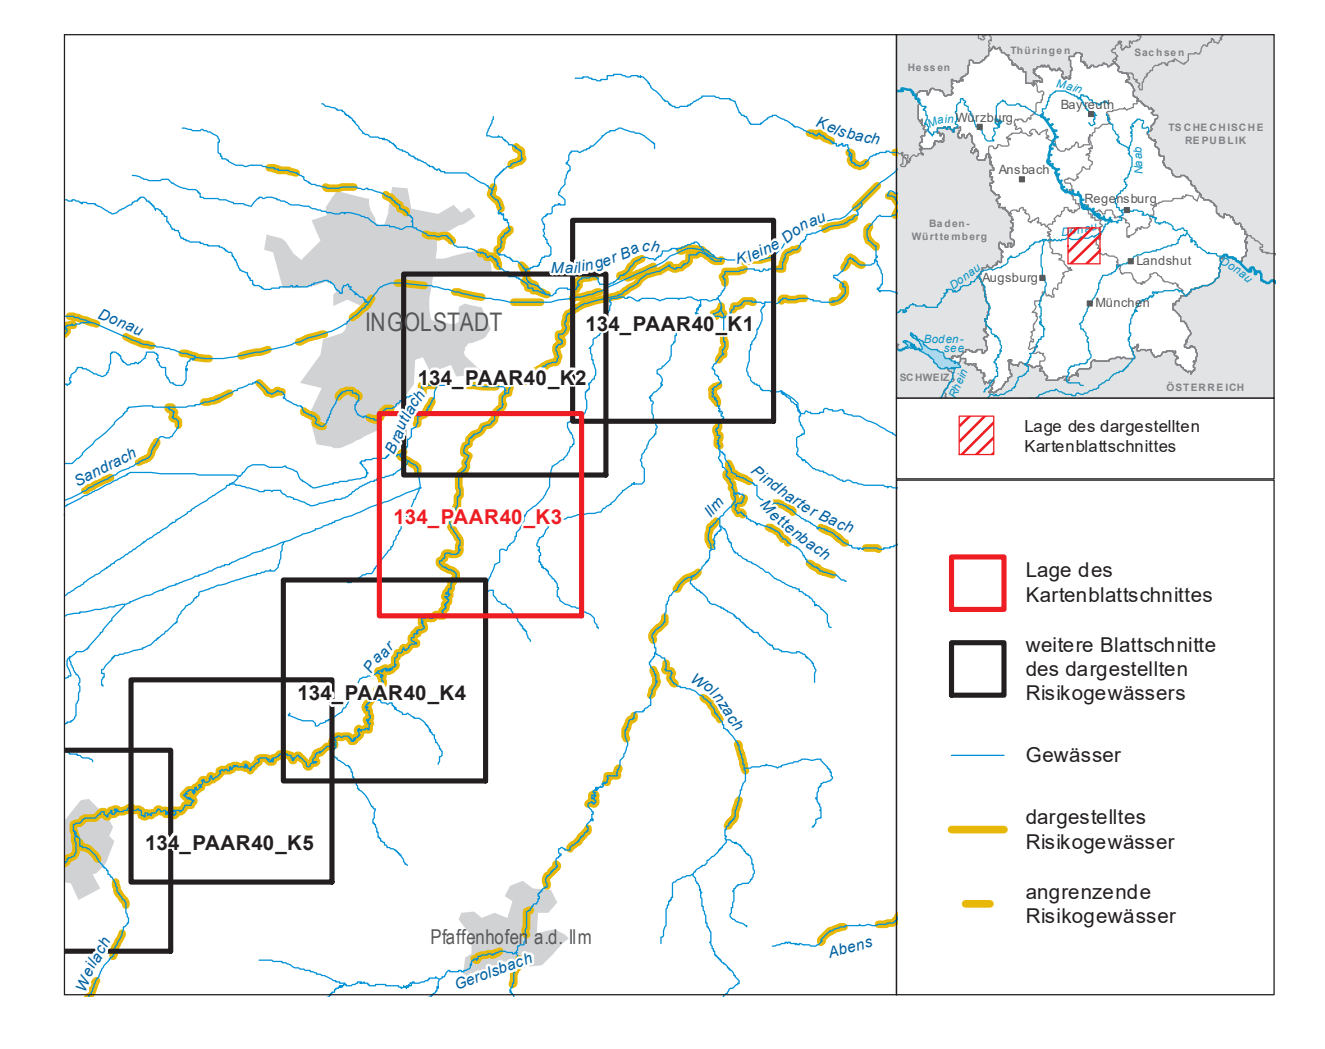 Kelsbach
Mailinger Bach
Kleine Donau
Donau
INGOLSTADT
134_PAAR40_K1
134_PAAR40_K2
Brautlach
Sandrach
134_PAAR40_K3
Pindharter Bach
Mettenbach
Ilm
Paar
134_PAAR40_K4
Wolnzach
134_PAAR40_K5
Pfaffenhofen a.d. Ilm
Gerolsbach
Abens
Weilach
Thüringen
Sachsen
Hessen
Main
Bayreuth
Main
Würzburg
TSCHECHISCHE
REPUBLIK
Naab
Ansbach
Regensburg
Baden-
Württemberg
Donau
Landshut
Donau
Augsburg
Donau
München
Boden-
see
SCHWEIZ
Rhein
ÖSTERREICH
Lage des dargestellten
Kartenblattschnittes
Lage des
Kartenblattschnittes
weitere Blattschnitte
des dargestellten
Risikogewässers
Gewässer
dargestelltes
Risikogewässer
angrenzende
Risikogewässer